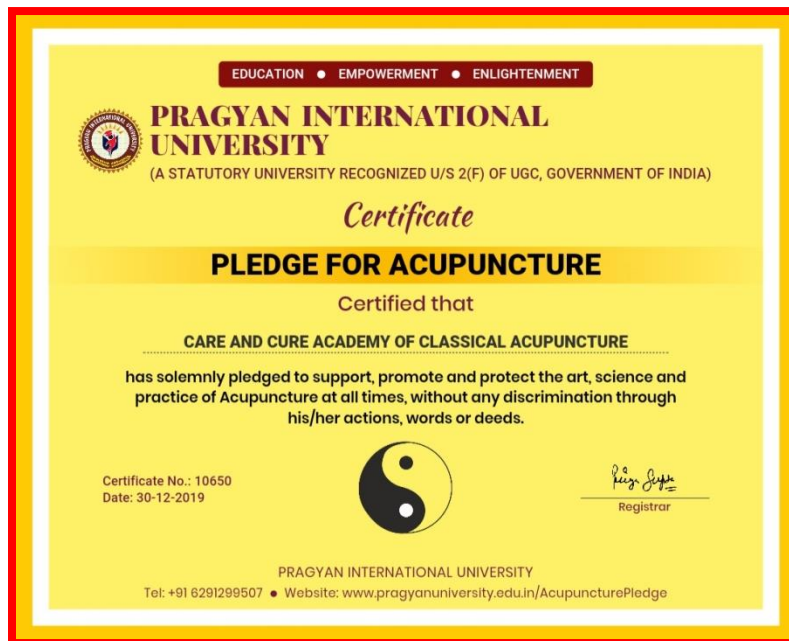 EDUCATION ● EMPOWERMENT ● ENLIGHTENMENT
PRAGYAN INTERNATIONAL
UNIVERSITY
(A STATUTORY UNIVERSITY RECOGNIZED U/S 2(F) OF UGC, GOVERNMENT OF INDIA)
Certificate
PLEDGE FOR ACUPUNCTURE
Certified that
CARE AND CURE ACADEMY OF CLASSICAL ACUPUNCTURE
has solemnly pledged to support, promote and protect the art, science and
practice of Acupuncture at all times, without any discrimination through
his/her actions, words or deeds.
Certificate No.: 10650
Date: 30-12-2019
Registrar
PRAGYAN INTERNATIONAL UNIVERSITY
Tel: +91 6291299507 ● Website: www.pragyanuniversity.edu.in/AcupuncturePledge